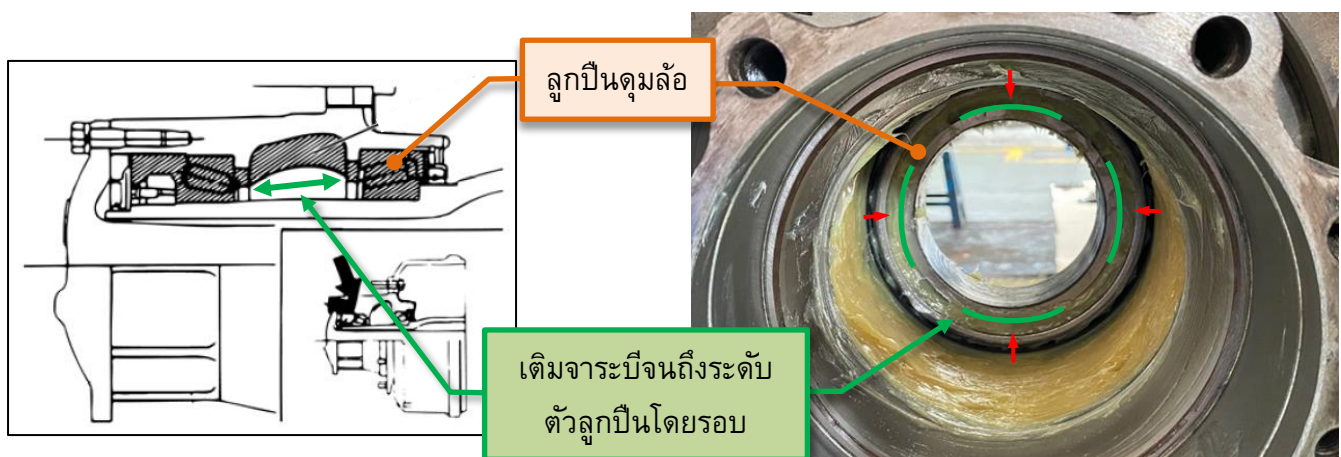 ลูกปืนดุมล้อ
เติมจาระบีจนถึงระดับ
ตัวลูกปืนโดยรอบ